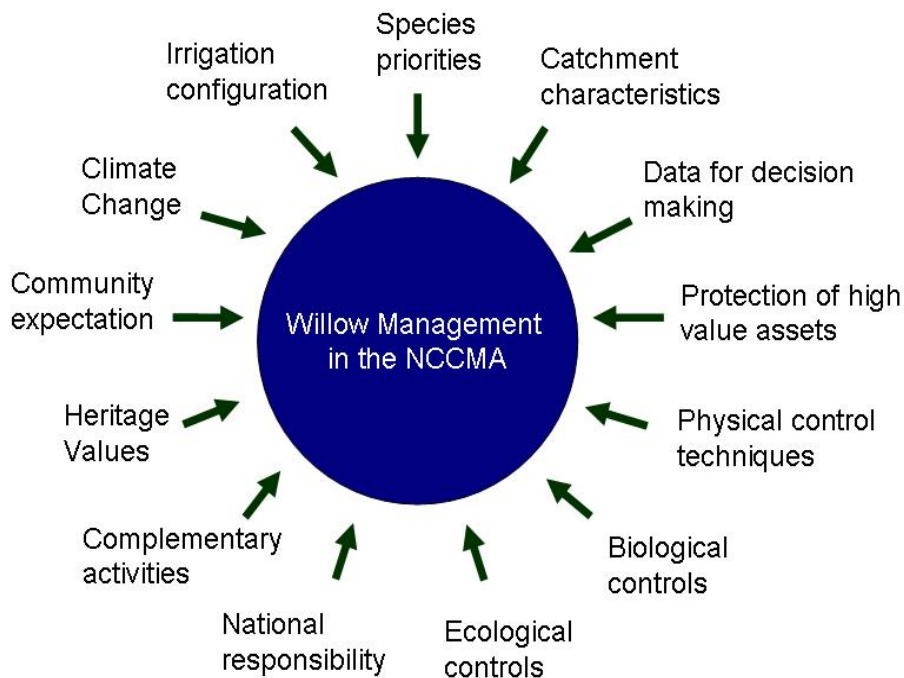 Species
priorities
Catchment
characteristics
Data for decision
making
Protection of high
value assets
Physical control
techniques
Biological
controls
Ecological
controls
National
responsibility
Complementary
activities
Heritage
Values
Community
expectation
Climate
Change
Irrigation
configuration
Willow Management
in the NCCMA